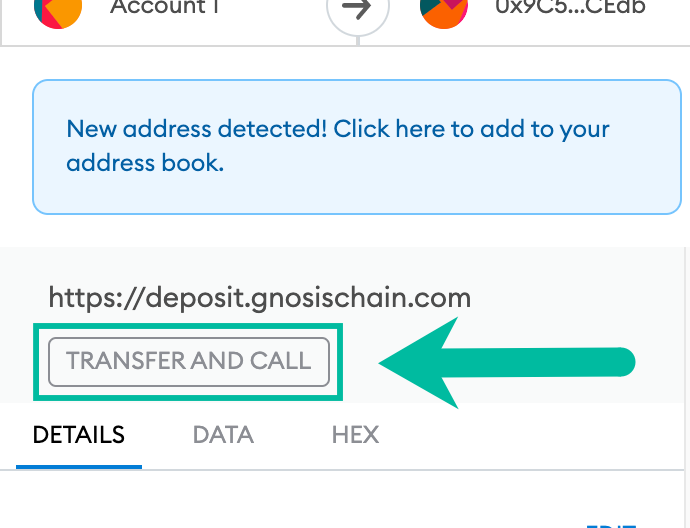 Account 1
0x9C5...CEdb
New address detected! Click here to add to your
address book.
https://deposit.gnosischain.com
TRANSFER AND CALL
DETAILS
DATA
HEX
EDIT